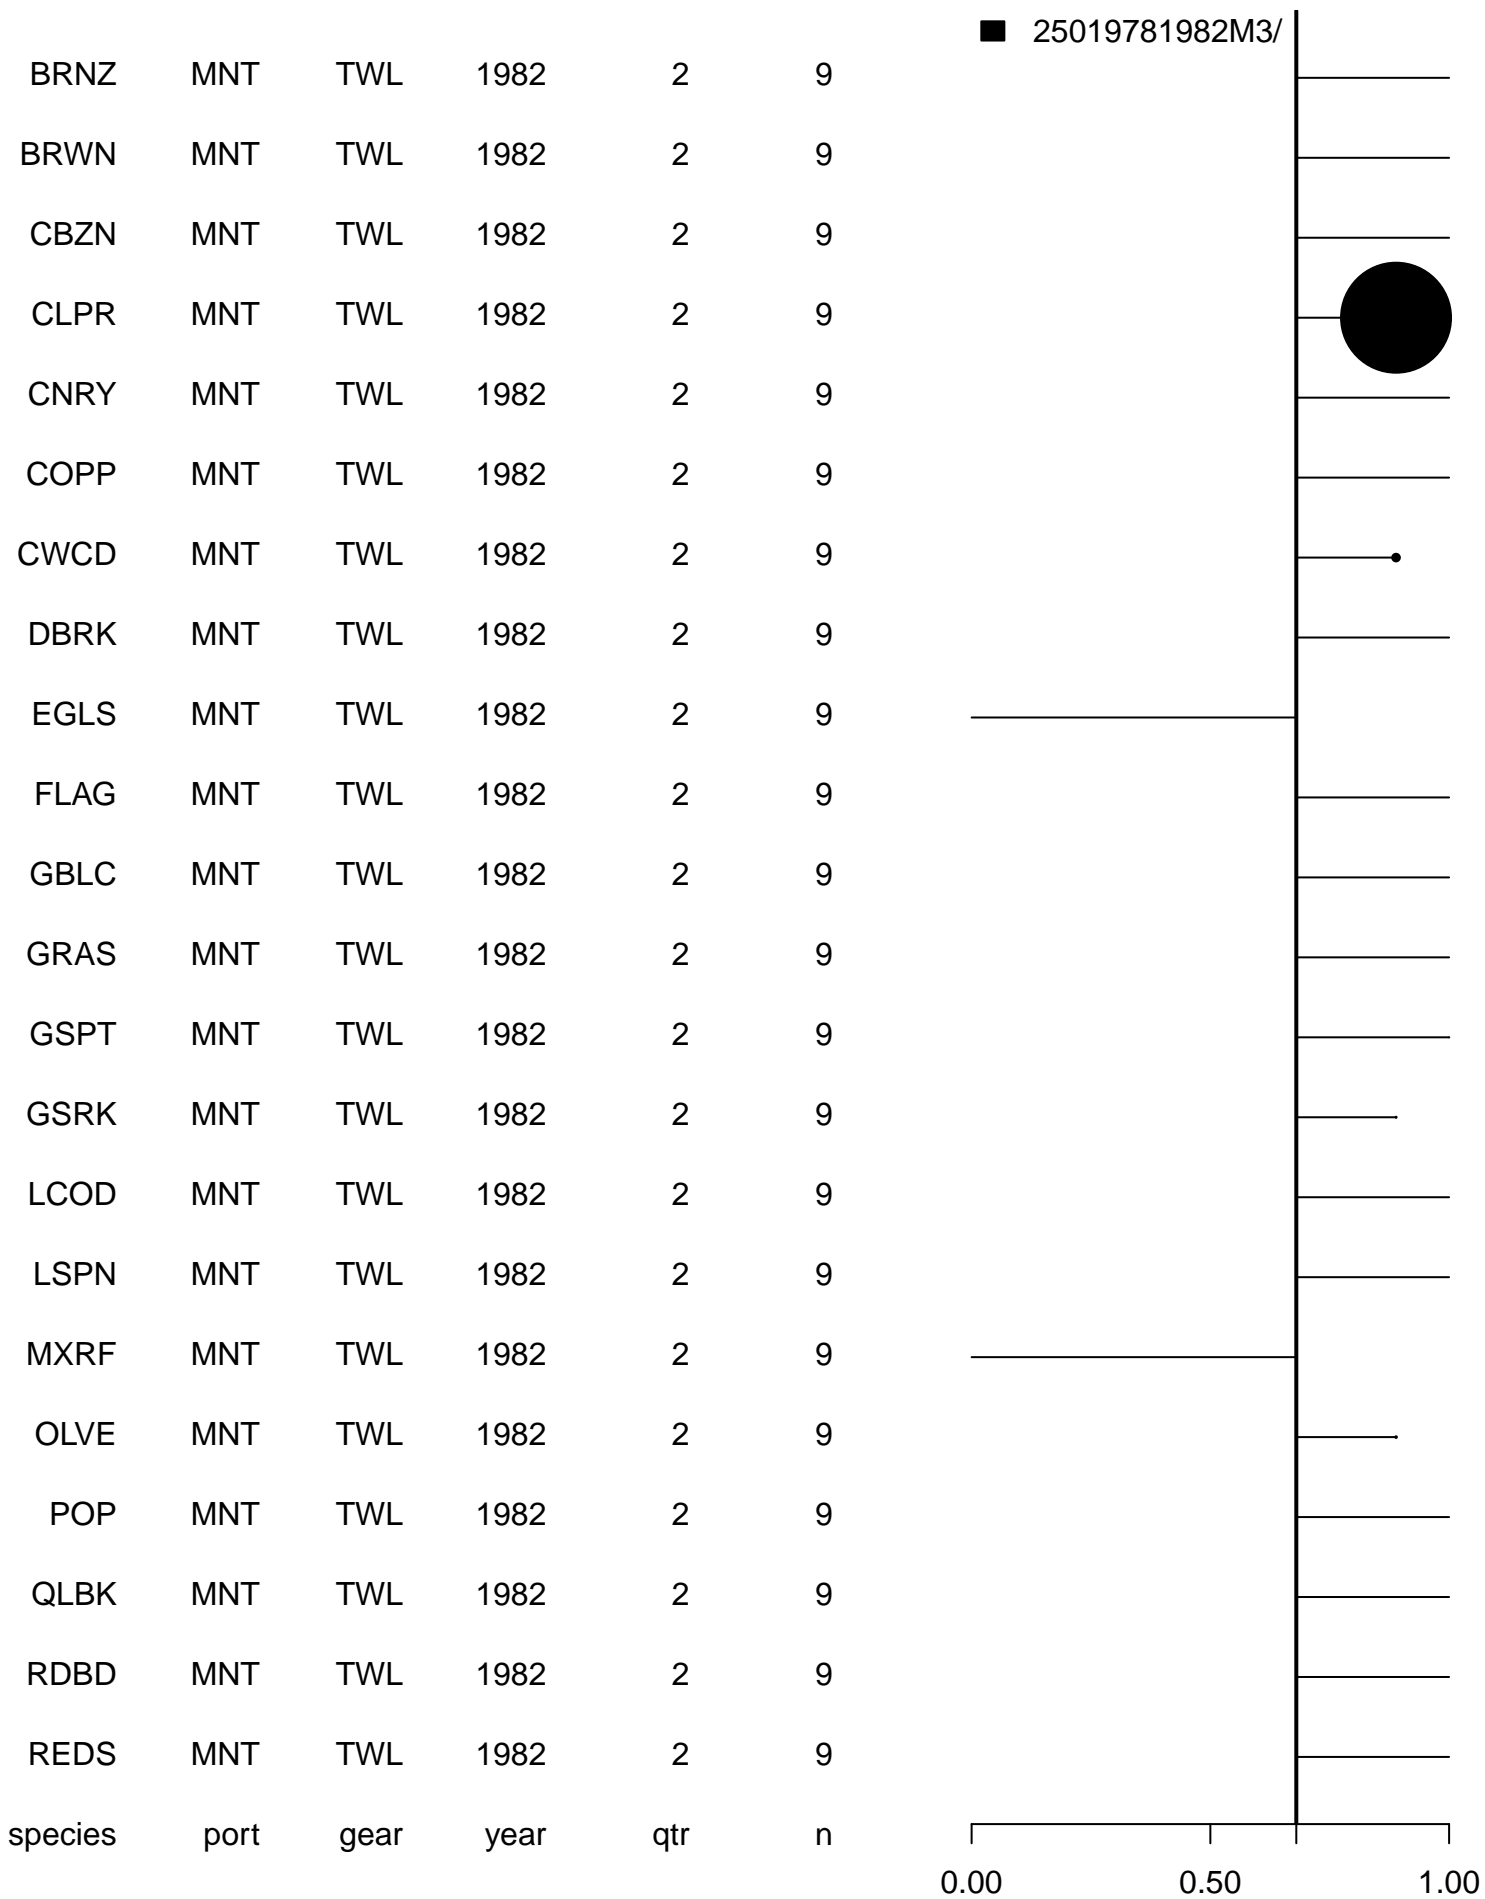 25019781982M3/
BRNZ MNT TWL 1982 2 9
BRWN MNT TWL 1982 2 9
CBZN MNT TWL 1982 2 9
CLPR MNT TWL 1982 2 9
CNRY MNT TWL 1982 2 9
COPP MNT TWL 1982 2 9
CWCD MNT TWL 1982 2 9
DBRK MNT TWL 1982 2 9
EGLS MNT TWL 1982 2 9
FLAG MNT TWL 1982 2 9
GBLC MNT TWL 1982 2 9
GRAS MNT TWL 1982 2 9
GSPT MNT TWL 1982 2 9
GSRK MNT TWL 1982 2 9
LCOD MNT TWL 1982 2 9
LSPN MNT TWL 1982 2 9
MXRF MNT TWL 1982 2 9
OLVE MNT TWL 1982 2 9
POP MNT TWL 1982 2 9
QLBK MNT TWL 1982 2 9
RDBD MNT TWL 1982 2 9
REDS MNT TWL 1982 2 9
species port gear year qtr n
0.00 0.50 1.00